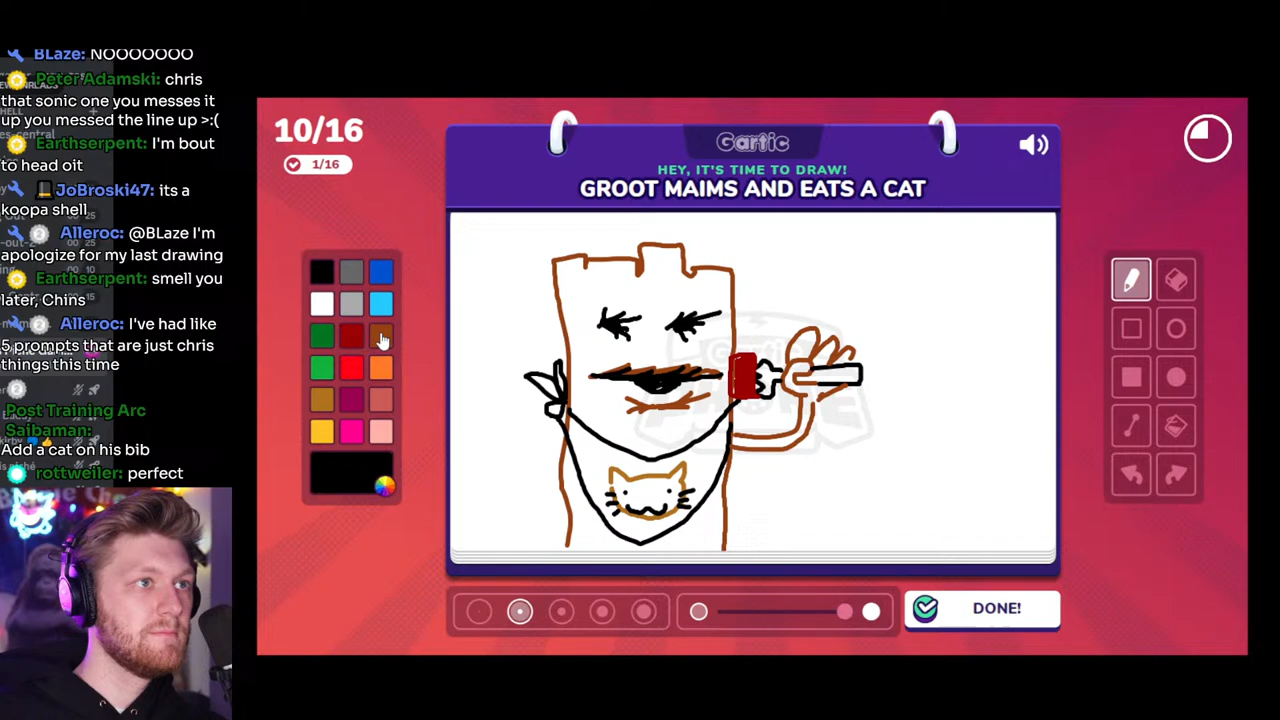 BLaze: NOOOOOOO
Peter Adamski: chris
that sonic one you messes it
up you messed the line up >:(
Earthserpent: I'm bout
to head oit
JoBroski47: its a
koopa shell
Alleroc: @BLaze I'm
apologize for my last drawing
Earthserpent: smell you
later, Chins
Alleroc: I've had like
5 prompts that are just chris
things this time
Post Training Arc
Saibaman:
Add a cat on his bib
rottweiler: perfect
10/16
1/16
Gartic
HEY, IT'S TIME TO DRAW!
GROOT MAIMS AND EATS A CAT
DONE!